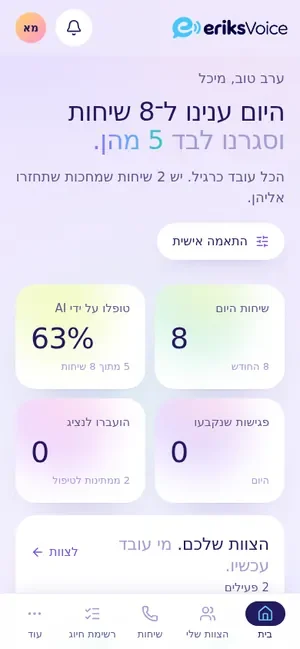 eriksVoice
מא
ערב טוב, מיכל
היום ענינו ל־8 שיחות
וסגרנו לבד 5 מהן.
הכל עובד כרגיל. יש 2 שיחות שמחכות שתחזרו
אליהן.
התאמה אישית
שיחות היום
8
8 החודש
טופלו על ידי AI
63%
5 מתוך 8 שיחות
פגישות שנקבעו
0
היום
הועברו לנציג
0
2 ממתינות לטיפול
הצוות שלכם. מי עובד
עכשיו.
לצוות
2 פעילים
בית
הצוות שלי
שיחות
רשימת חיוג
עוד